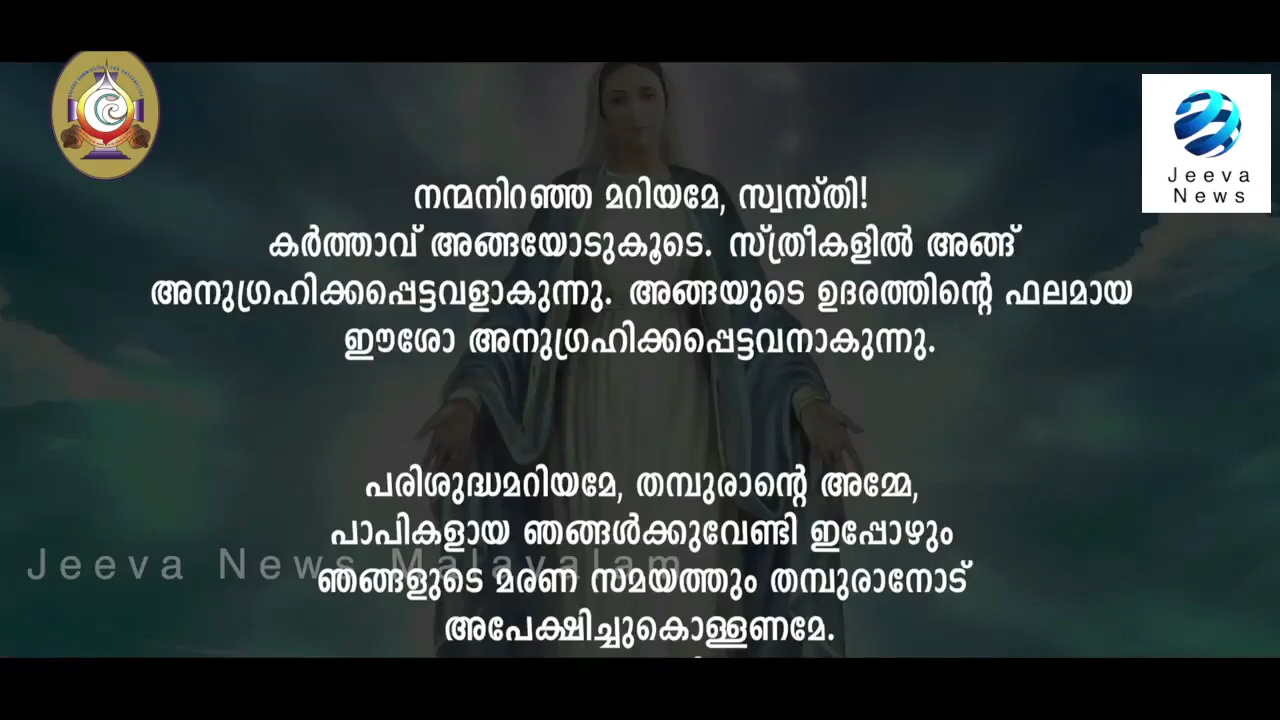 Jeeva
News
നന്മനിറഞ്ഞ മറിയമേ, സ്വസ്തി!
കർത്താവ് അങ്ങയോടുകൂടെ. സ്ത്രീകളിൽ അങ്ങ്
അനുഗ്രഹിക്കപ്പെട്ടവളാകുന്നു. അങ്ങയുടെ ഉദരത്തിന്റെ ഫലമായ
ഈശോ അനുഗ്രഹിക്കപ്പെട്ടവനാകുന്നു.
പരിശുദ്ധമറിയമേ, തമ്പുരാന്റെ അമ്മേ,
പാപികളായ ഞങ്ങൾക്കുവേണ്ടി ഇപ്പോഴും
Jeeva News Malayalam
ഞങ്ങളുടെ മരണ സമയത്തും തമ്പുരാനോട്
അപേക്ഷിച്ചുകൊള്ളണമേ.